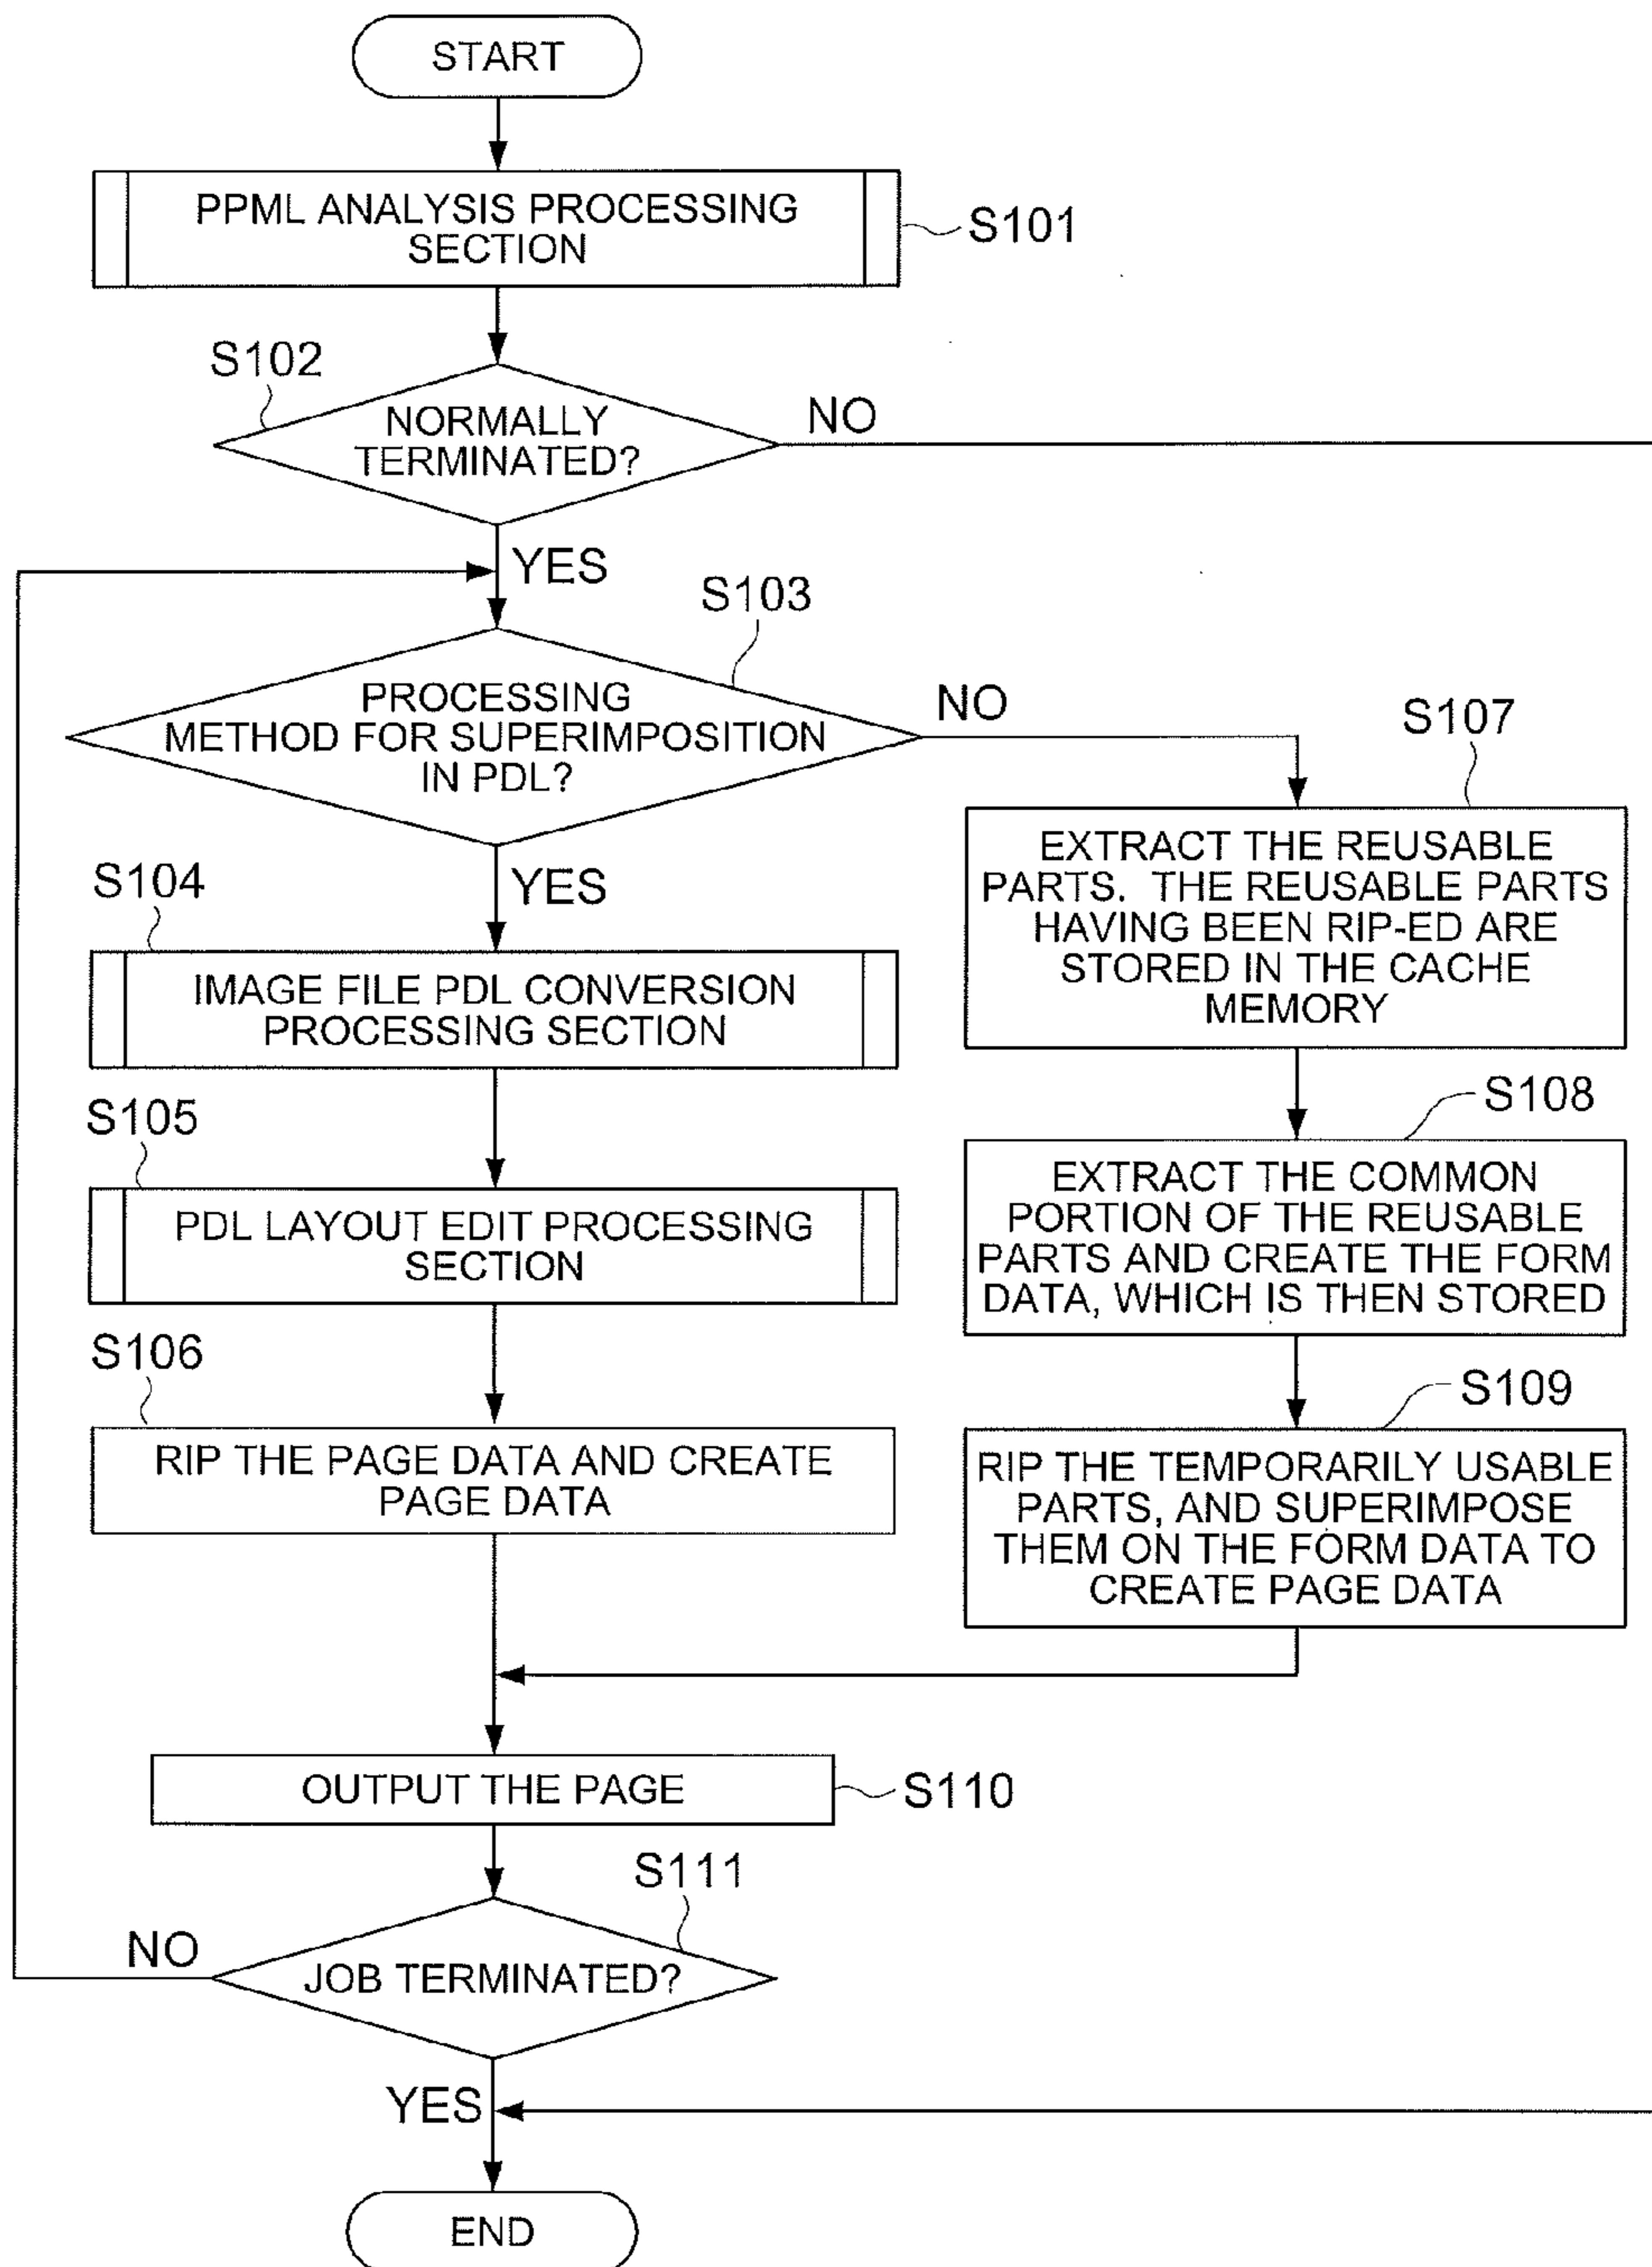 START
PPML ANALYSIS PROCESSING
SECTION
S101
S102
NORMALLY
TERMINATED?
NO
YES
S103
PROCESSING
METHOD FOR SUPERIMPOSITION
IN PDL?
NO
YES
S104
IMAGE FILE PDL CONVERSION
PROCESSING SECTION
S105
PDL LAYOUT EDIT PROCESSING
SECTION
S106
RIP THE PAGE DATA AND CREATE
PAGE DATA
S107
EXTRACT THE REUSABLE
PARTS. THE REUSABLE PARTS
HAVING BEEN RIP-ED ARE
STORED IN THE CACHE
MEMORY
S108
EXTRACT THE COMMON
PORTION OF THE REUSABLE
PARTS AND CREATE THE FORM
DATA, WHICH IS THEN STORED
S109
RIP THE TEMPORARILY USABLE
PARTS, AND SUPERIMPOSE
THEM ON THE FORM DATA TO
CREATE PAGE DATA
OUTPUT THE PAGE
S110
S111
NO
JOB TERMINATED?
YES
END